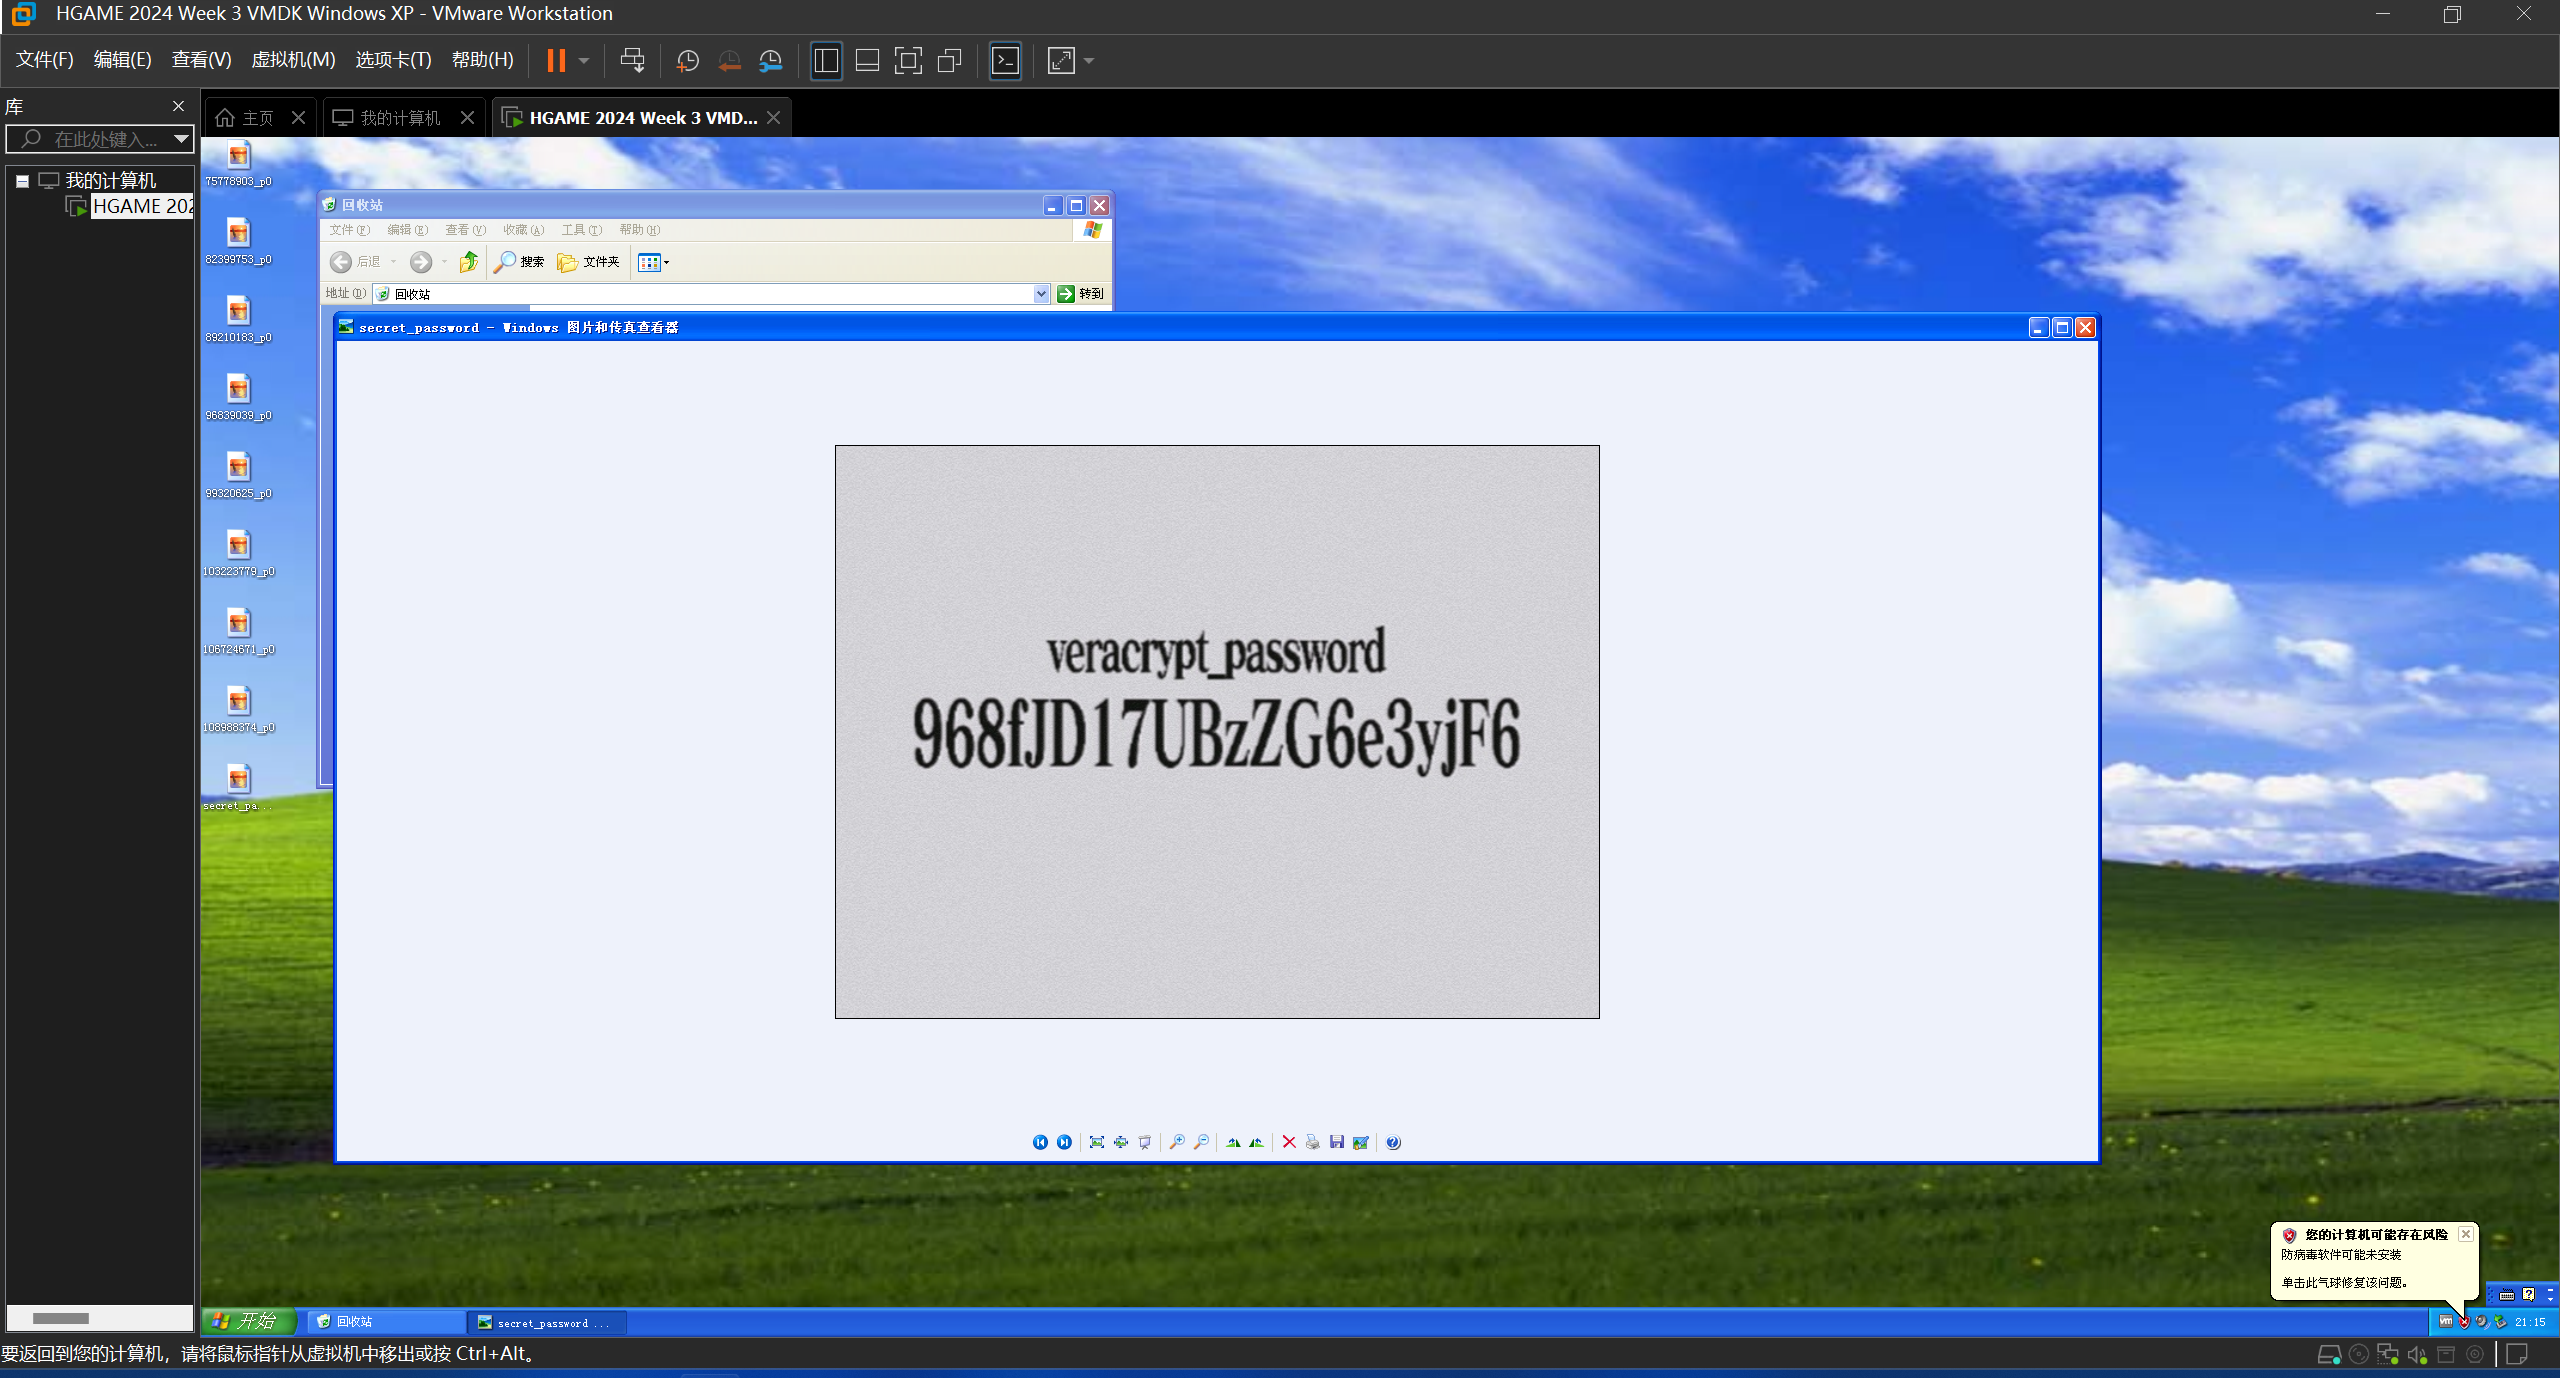 HGAME 2024 Week 3 VMDK Windows XP - VMware Workstation
文件(F) 编辑(E) 查看(V) 虚拟机(M) 选项卡(T) 帮助(H)
库
主页
我的计算机
HGAME 2024 Week 3 VMD...
在此处键入...
我的计算机
HGAME 202
75778903_p0
82399753_p0
89210183_p0
96839039_p0
99320625_p0
103223779_p0
106724671_p0
108988374_p0
secret_pa...
回收站
文件(F) 编辑(E) 查看(V) 收藏(A) 工具(T) 帮助(H)
后退 搜索 文件夹
地址(D) 回收站 转到
secret_password - Windows 图片和传真查看器
veracrypt_password
968fJD17UBzZG6e3yjF6
您的计算机可能存在风险
防病毒软件可能未安装
单击此气球修复该问题。
开始 回收站 secret_password ... 21:15
要返回到您的计算机，请将鼠标指针从虚拟机中移出或按 Ctrl+Alt。